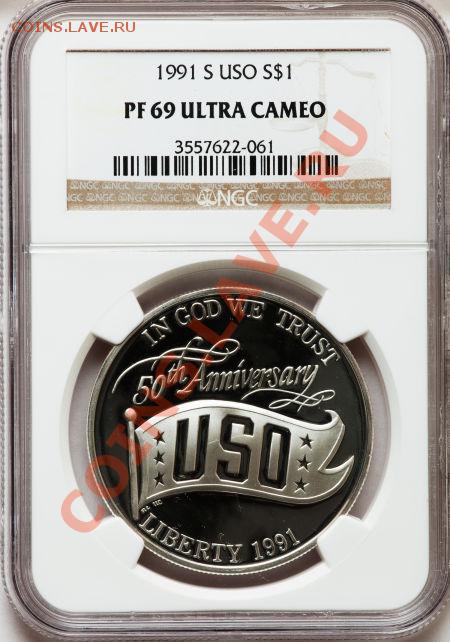 COINS.LAVE.RU
1991 S USO S$1
PF 69 ULTRA CAMEO
3557622-061
NGC
IN GOD WE TRUST
50th Anniversary
USO
LIBERTY 1991
COINS.LAVE.RU